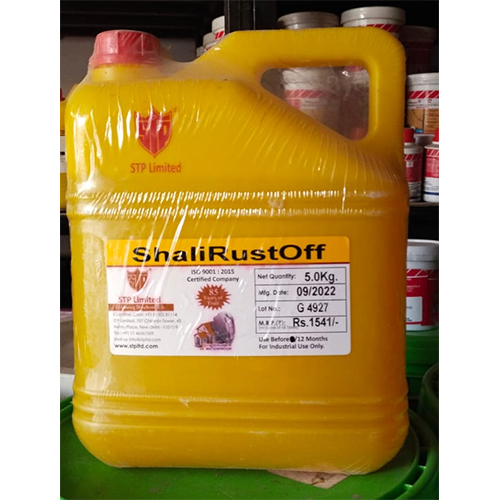 STP Limited
ShaliRustOff
ISO 9001 : 2015
Certified Company
STP Limited
www.stpltd.com
Net Quantity: 5.0Kg.
Mfg. Date: 09/2022
Lot No.: G 4927
Rs.1541/-
Use Before /12 Months
For Industrial Use Only.